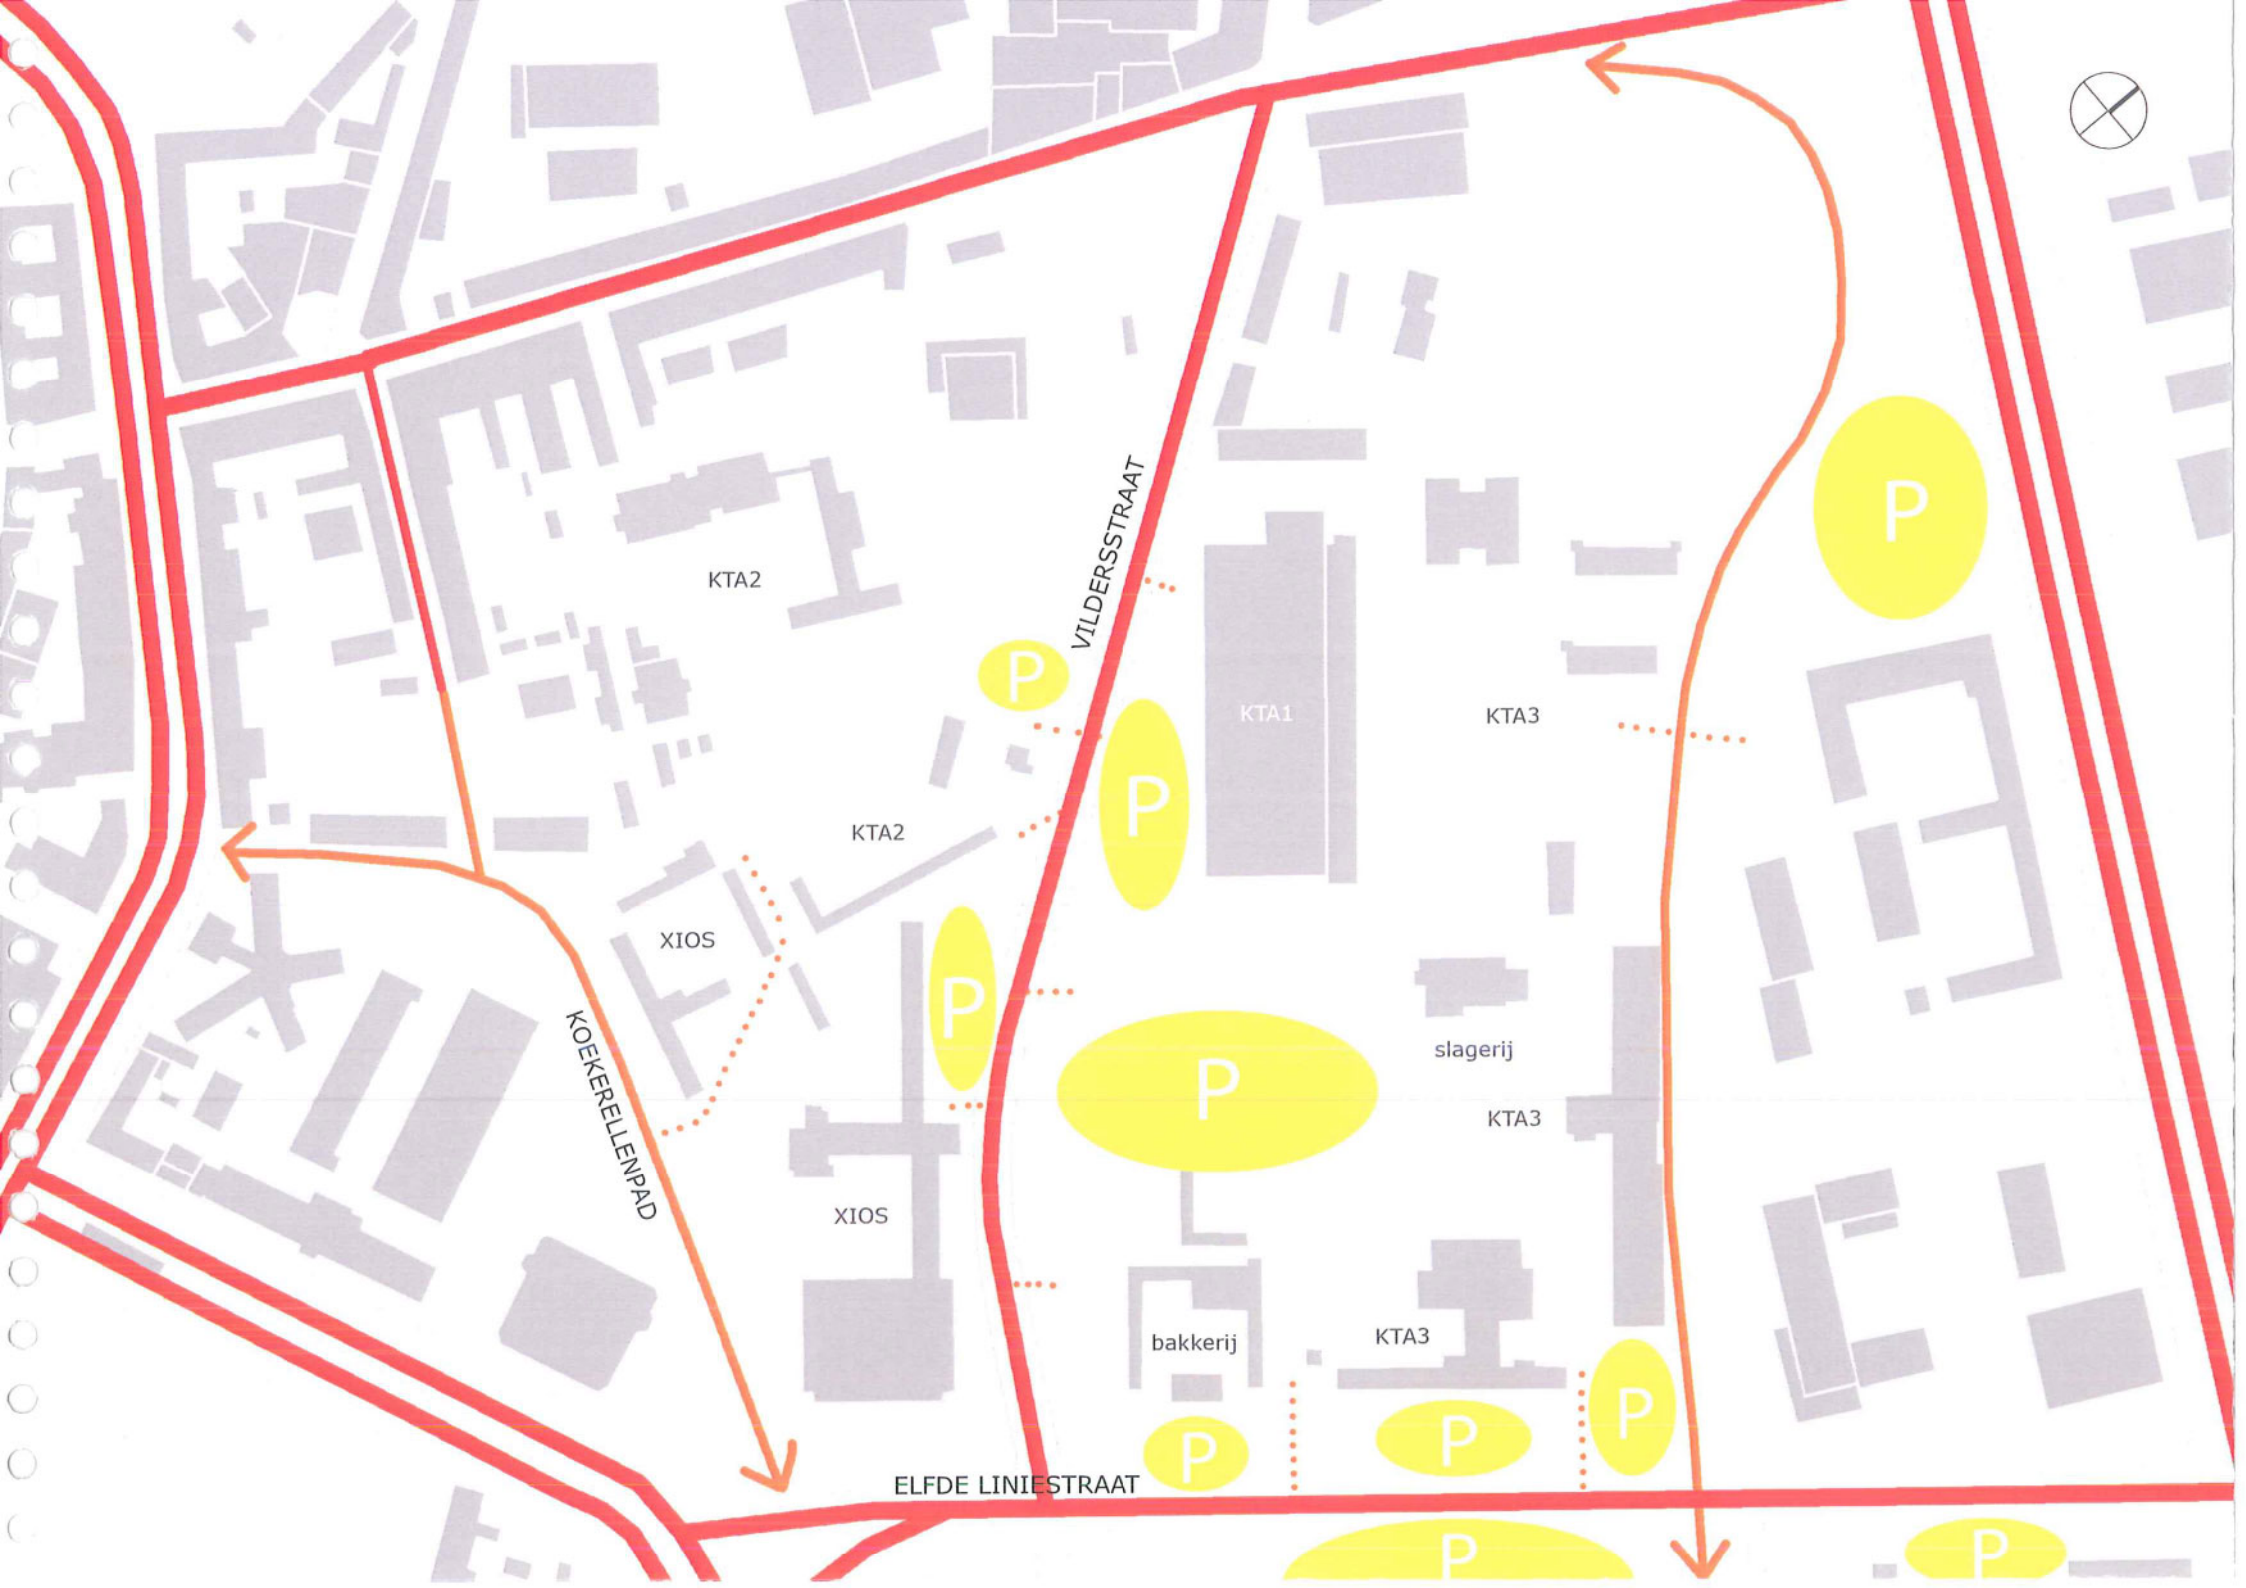 P
VILDERSSTRAAT
KTA2
P
KTA1
KTA3
P
KTA2
XIOS
P
KOEKERELLENPAD
P
slagerij
KTA3
XIOS
bakkerij
KTA3
P
P
P
ELFDE LINIESTRAAT
P
P